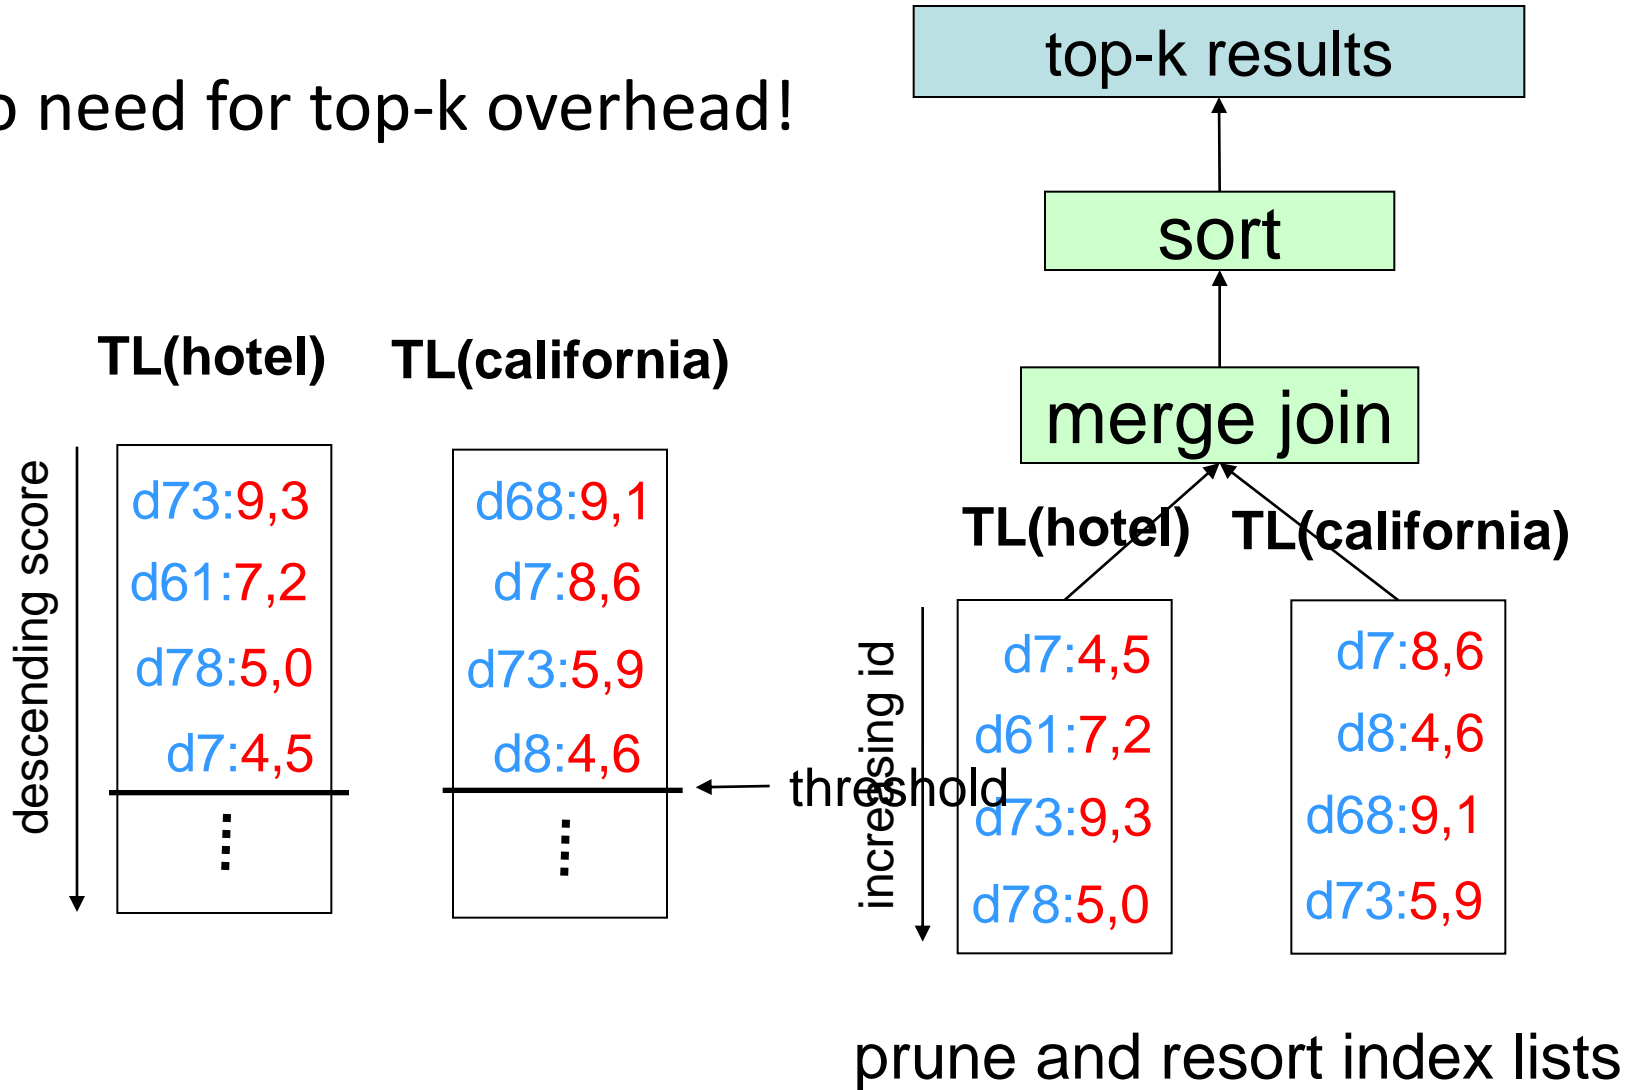 o need for top-k overhead!
top-k results
sort
merge join
TL(hotel)
TL(california)
descending score
d73:9,3
d61:7,2
d78:5,0
d7:4,5
....
d68:9,1
d7:8,6
d73:5,9
d8:4,6
....
threshold
TL(hotel)
TL(california)
increasing id
d7:4,5
d61:7,2
d73:9,3
d78:5,0
d7:8,6
d8:4,6
d68:9,1
d73:5,9
prune and resort index lists